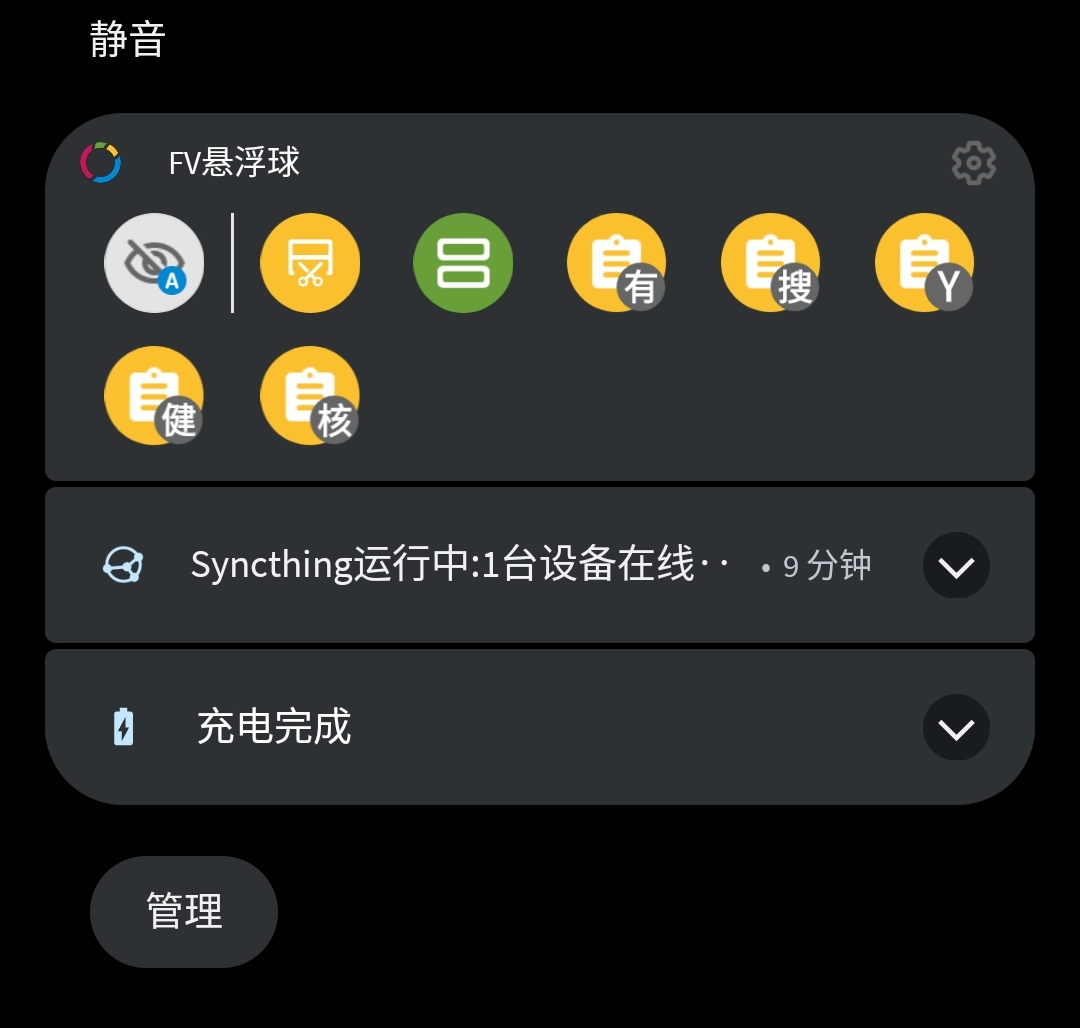 静音
FV悬浮球
A
有 搜 Y
健 核
Syncthing运行中:1台设备在线·· • 9 分钟
充电完成
管理